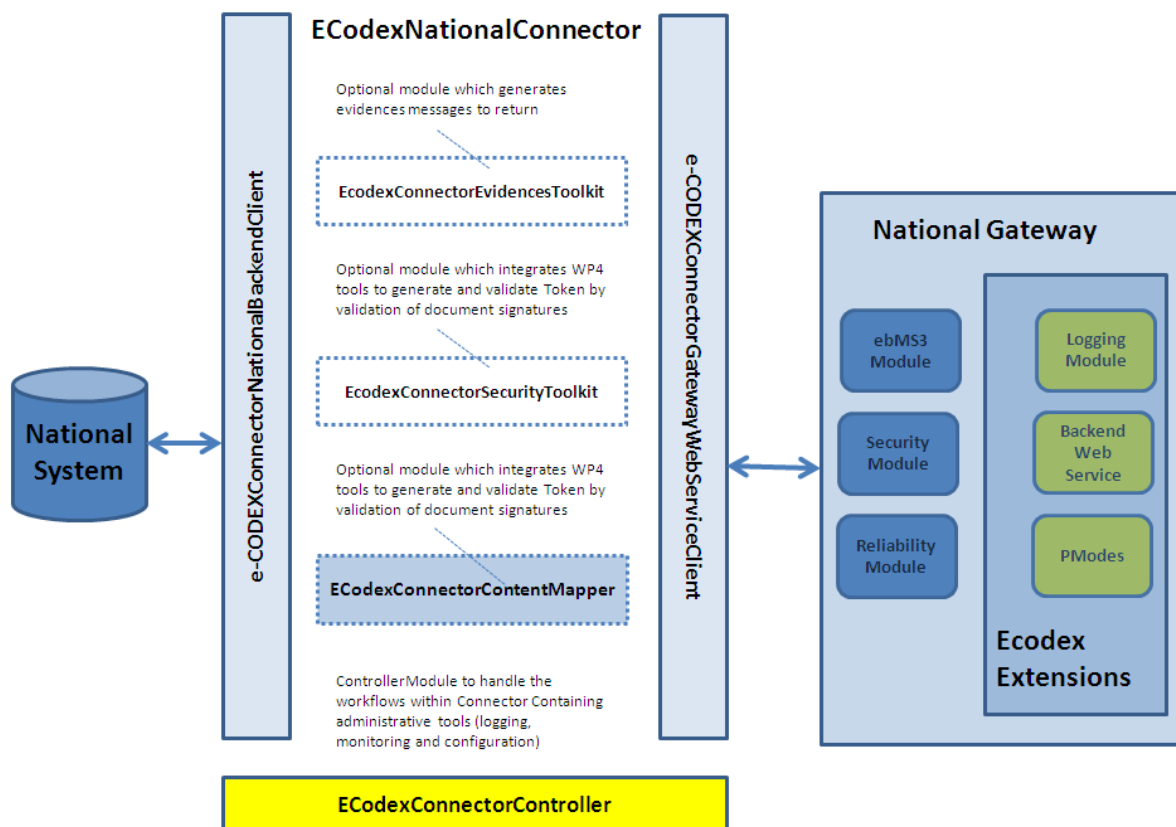 ECodexNationalConnector
Optional module which generates
evidences messages to return
EcodexConnectorEvidencesToolkit
Optional module which integrates WP4
tools to generate and validate Token by
validation of document signatures
EcodexConnectorSecurityToolkit
Optional module which integrates WP4
tools to generate and validate Token by
validation of document signatures
ECodexConnectorContentMapper
ControllerModule to handle the
workflows within Connector Containing
administrative tools (logging,
monitoring and configuration)
ECodexConnectorController
National
System
e-CODEXConnectorNationalBackendClient
e-CODEXConnectorGatewayWebServiceClient
National Gateway
ebMS3
Module
Security
Module
Reliability
Module
Logging
Module
Backend
Web
Service
PModes
Ecodex
Extensions